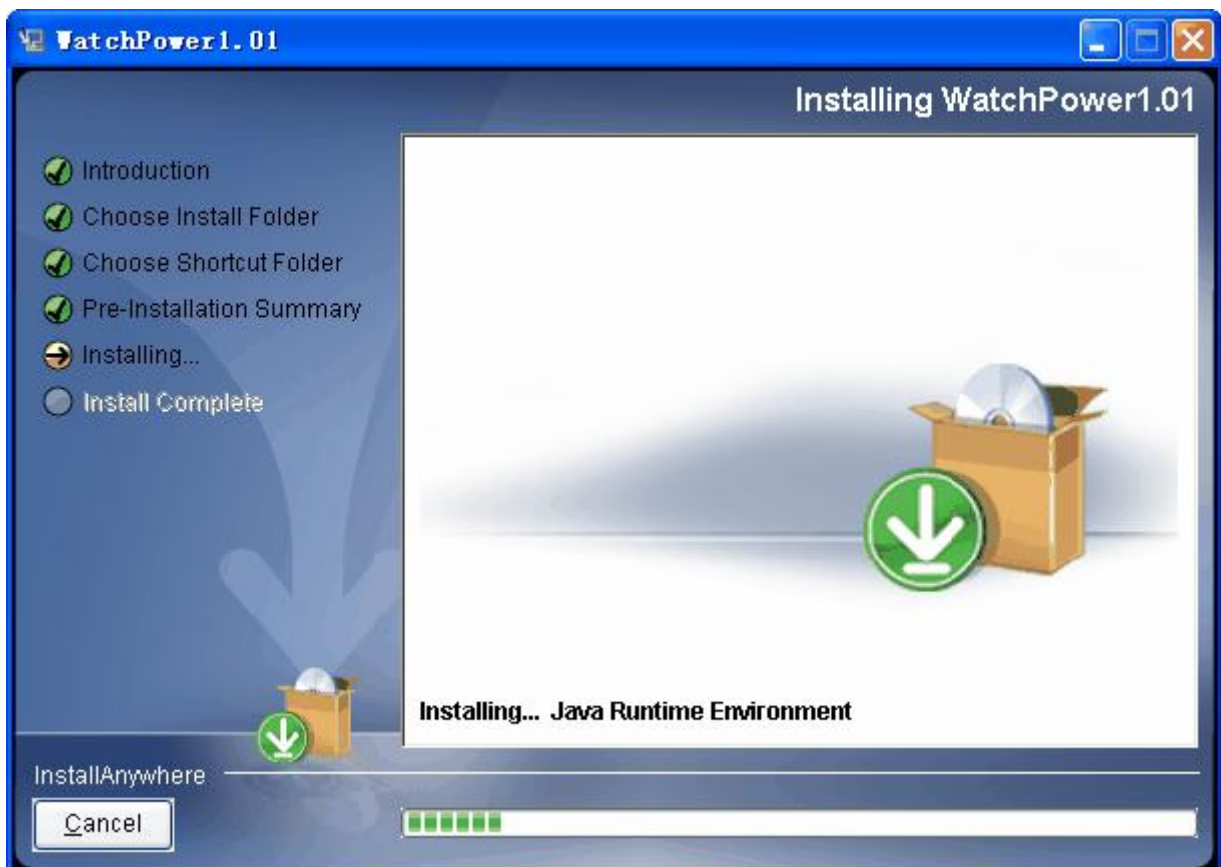 WatchPower1.01
Installing WatchPower1.01
Introduction
Choose Install Folder
Choose Shortcut Folder
Pre-Installation Summary
Installing...
Install Complete
Installing... Java Runtime Environment
InstallAnywhere
Cancel